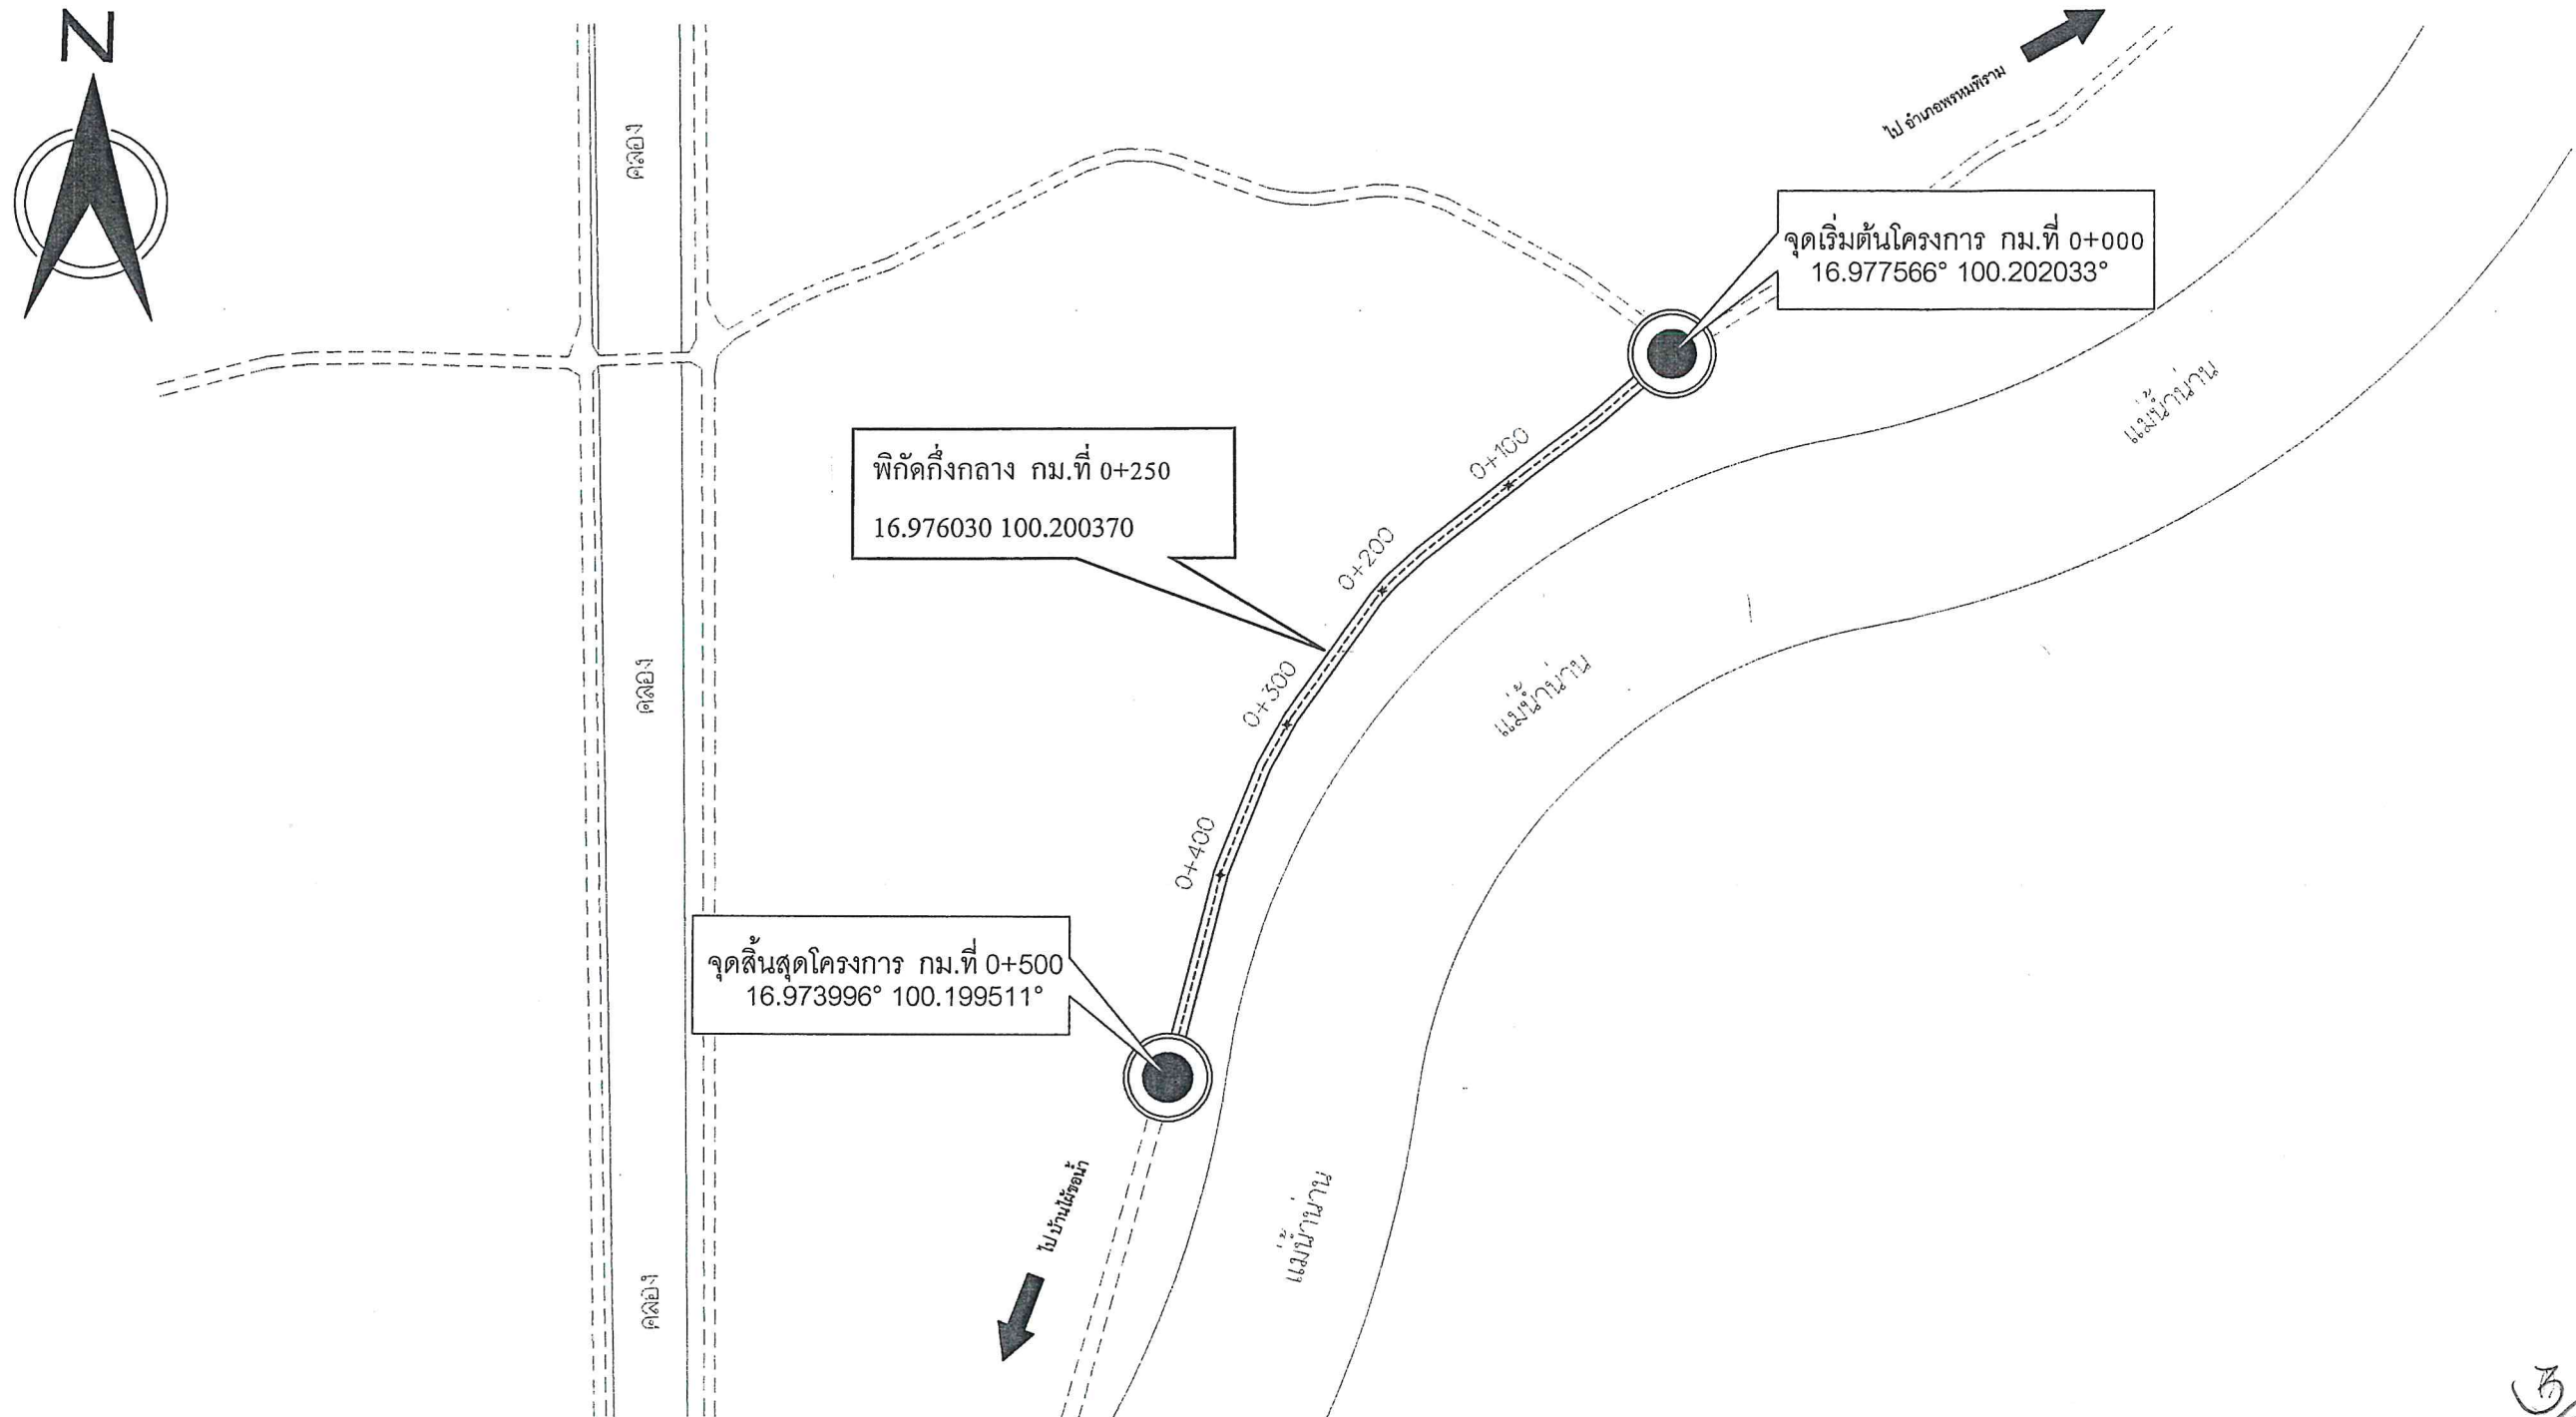 N
คลอง
ไป อำเภอพรหมพิราม
จุดเริ่มต้นโครงการ กม.ที่ 0+000
16.977566° 100.202033°
แม่น้ำน่าน
0+100
พิกัดกึ่งกลาง กม.ที่ 0+250
16.976030 100.200370
0+200
คลอง
0+300
แม่น้ำน่าน
0+400
จุดสิ้นสุดโครงการ กม.ที่ 0+500
16.973996° 100.199511°
ไป บ้านไผ่ขอน้ำ
แม่น้ำน่าน
คลอง